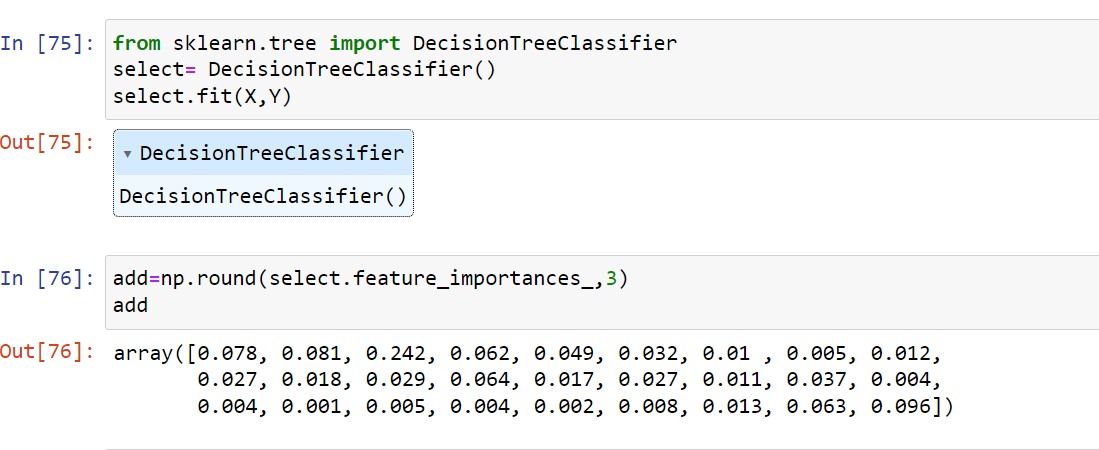 In [75]: from sklearn.tree import DecisionTreeClassifier
select= DecisionTreeClassifier()
select.fit(X,Y)
Out[75]: ▾ DecisionTreeClassifier
DecisionTreeClassifier()
In [76]: add=np.round(select.feature_importances_,3)
add
Out[76]: array([0.078, 0.081, 0.242, 0.062, 0.049, 0.032, 0.01 , 0.005, 0.012,
0.027, 0.018, 0.029, 0.064, 0.017, 0.027, 0.011, 0.037, 0.004,
0.004, 0.001, 0.005, 0.004, 0.002, 0.008, 0.013, 0.063, 0.096])